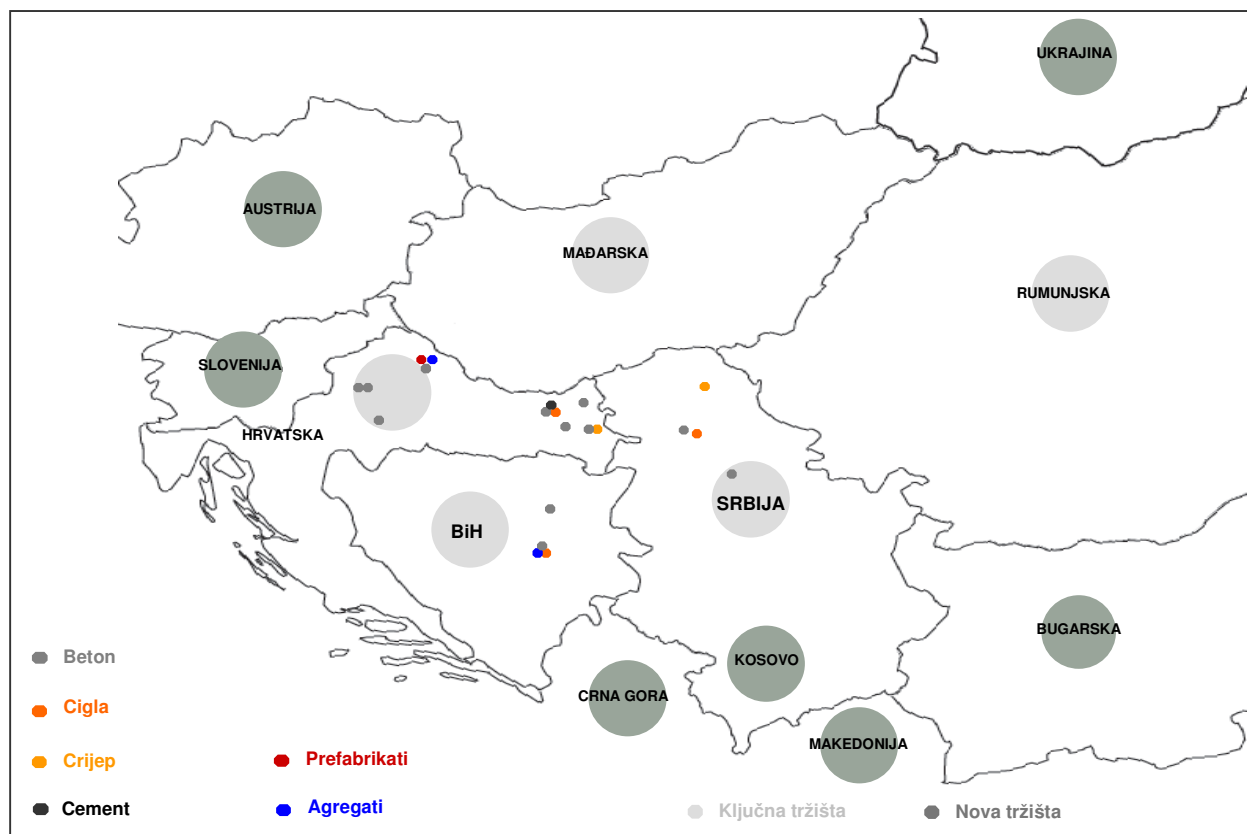 UKRAJINA
AUSTRIJA
MAĐARSKA
RUMUNJSKA
SLOVENIJA
HRVATSKA
SRBIJA
BiH
BUGARSKA
KOSOVO
CRNA GORA
MAKEDONIJA
Beton
Cigla
Crijep
Prefabrikati
Cement
Agregati
Ključna tržišta
Nova tržišta